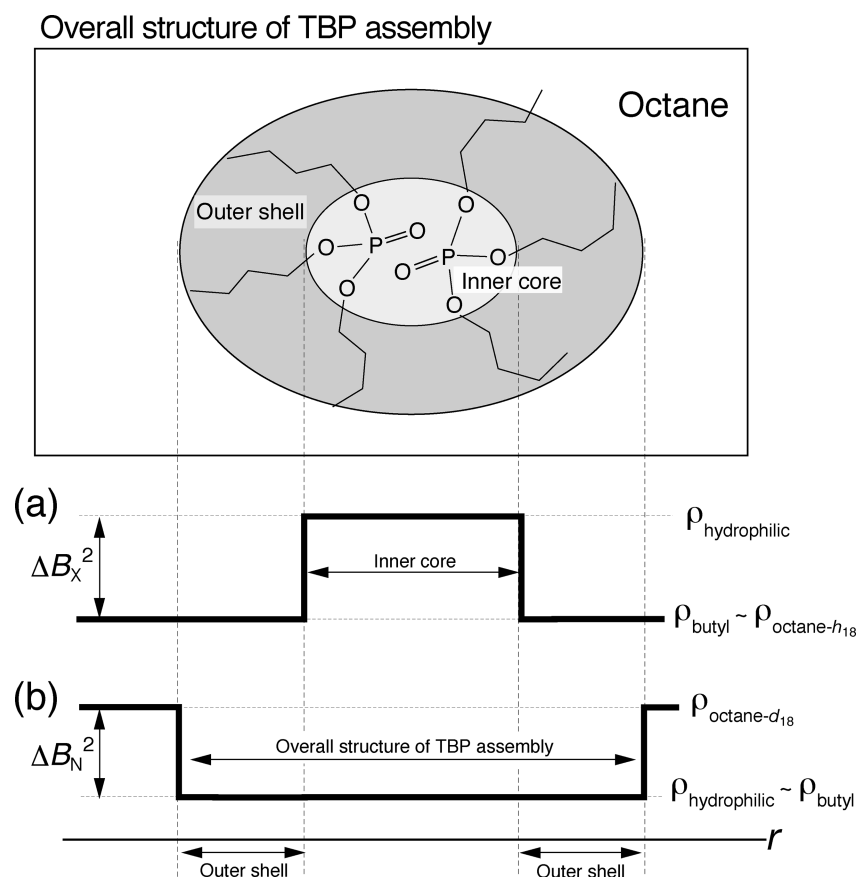 Overall structure of TBP assembly
Octane
Outer shell
O
O
P
O
O
O
P
O
O
O
Inner core
(a)
ρhydrophilic
ΔBX2
Inner core
ρbutyl ~ ρoctane-h18
(b)
ρoctane-d18
ΔBN2
Overall structure of TBP assembly
ρhydrophilic ~ ρbutyl
r
Outer shell
Outer shell